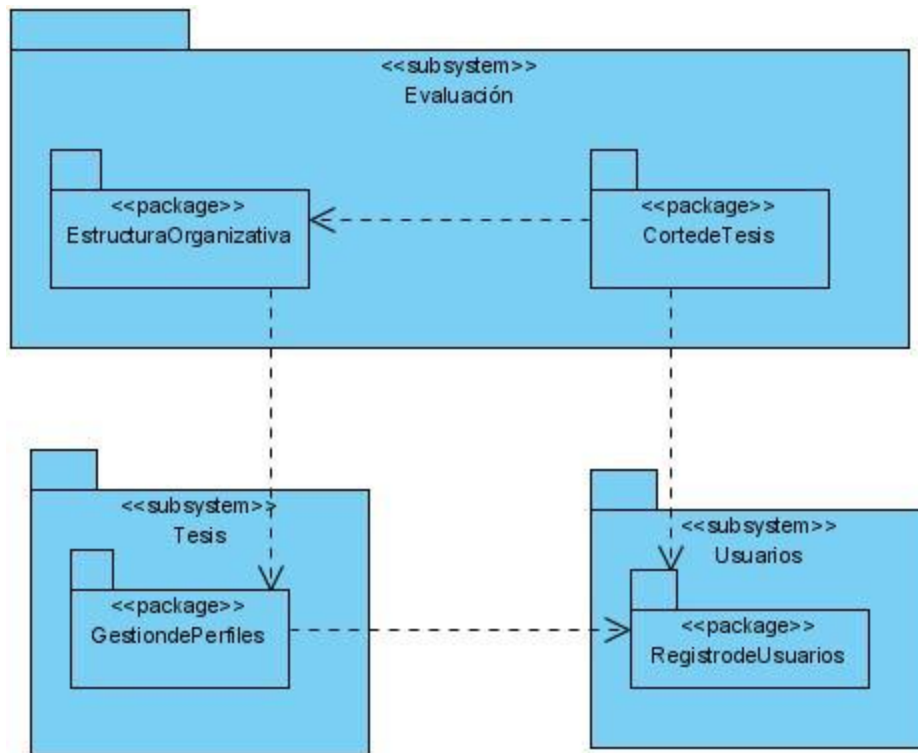 <<subsystem>>
Evaluación
<<package>>
EstructuraOrganizativa
<<package>>
CortedeTesis
<<subsystem>>
Tesis
<<package>>
GestiondePerfiles
<<subsystem>>
Usuarios
<<package>>
RegistrodeUsuarios